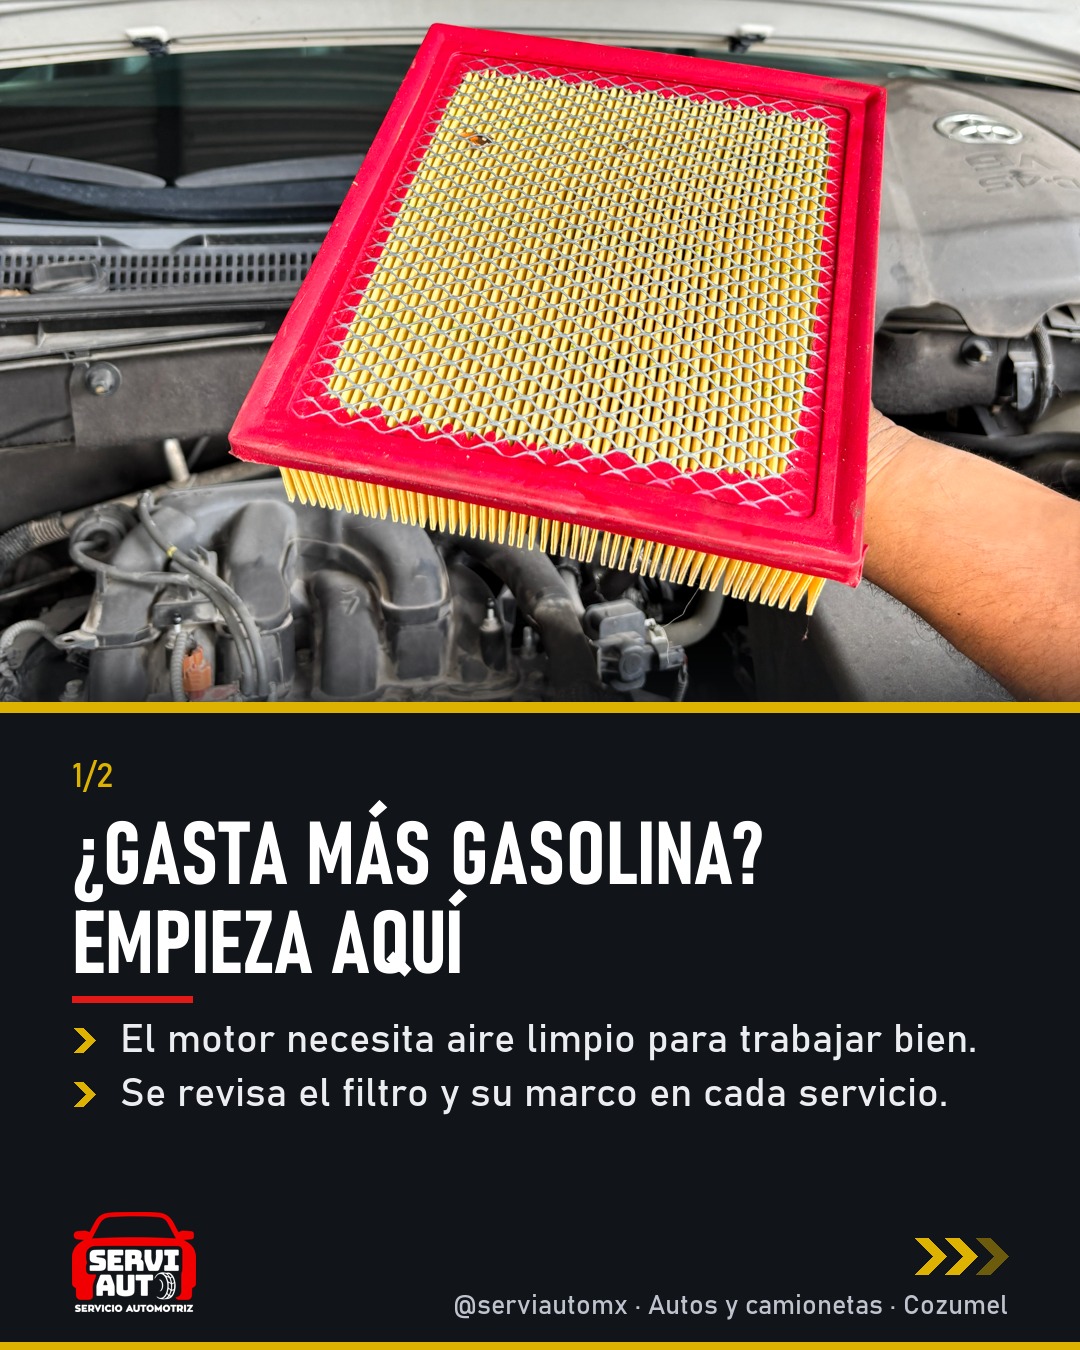 1/2
¿GASTA MÁS GASOLINA?
EMPIEZA AQUÍ
El motor necesita aire limpio para trabajar bien.
Se revisa el filtro y su marco en cada servicio.
SERVI
AUTO
SERVICIO AUTOMOTRIZ
@serviautomx · Autos y camionetas · Cozumel